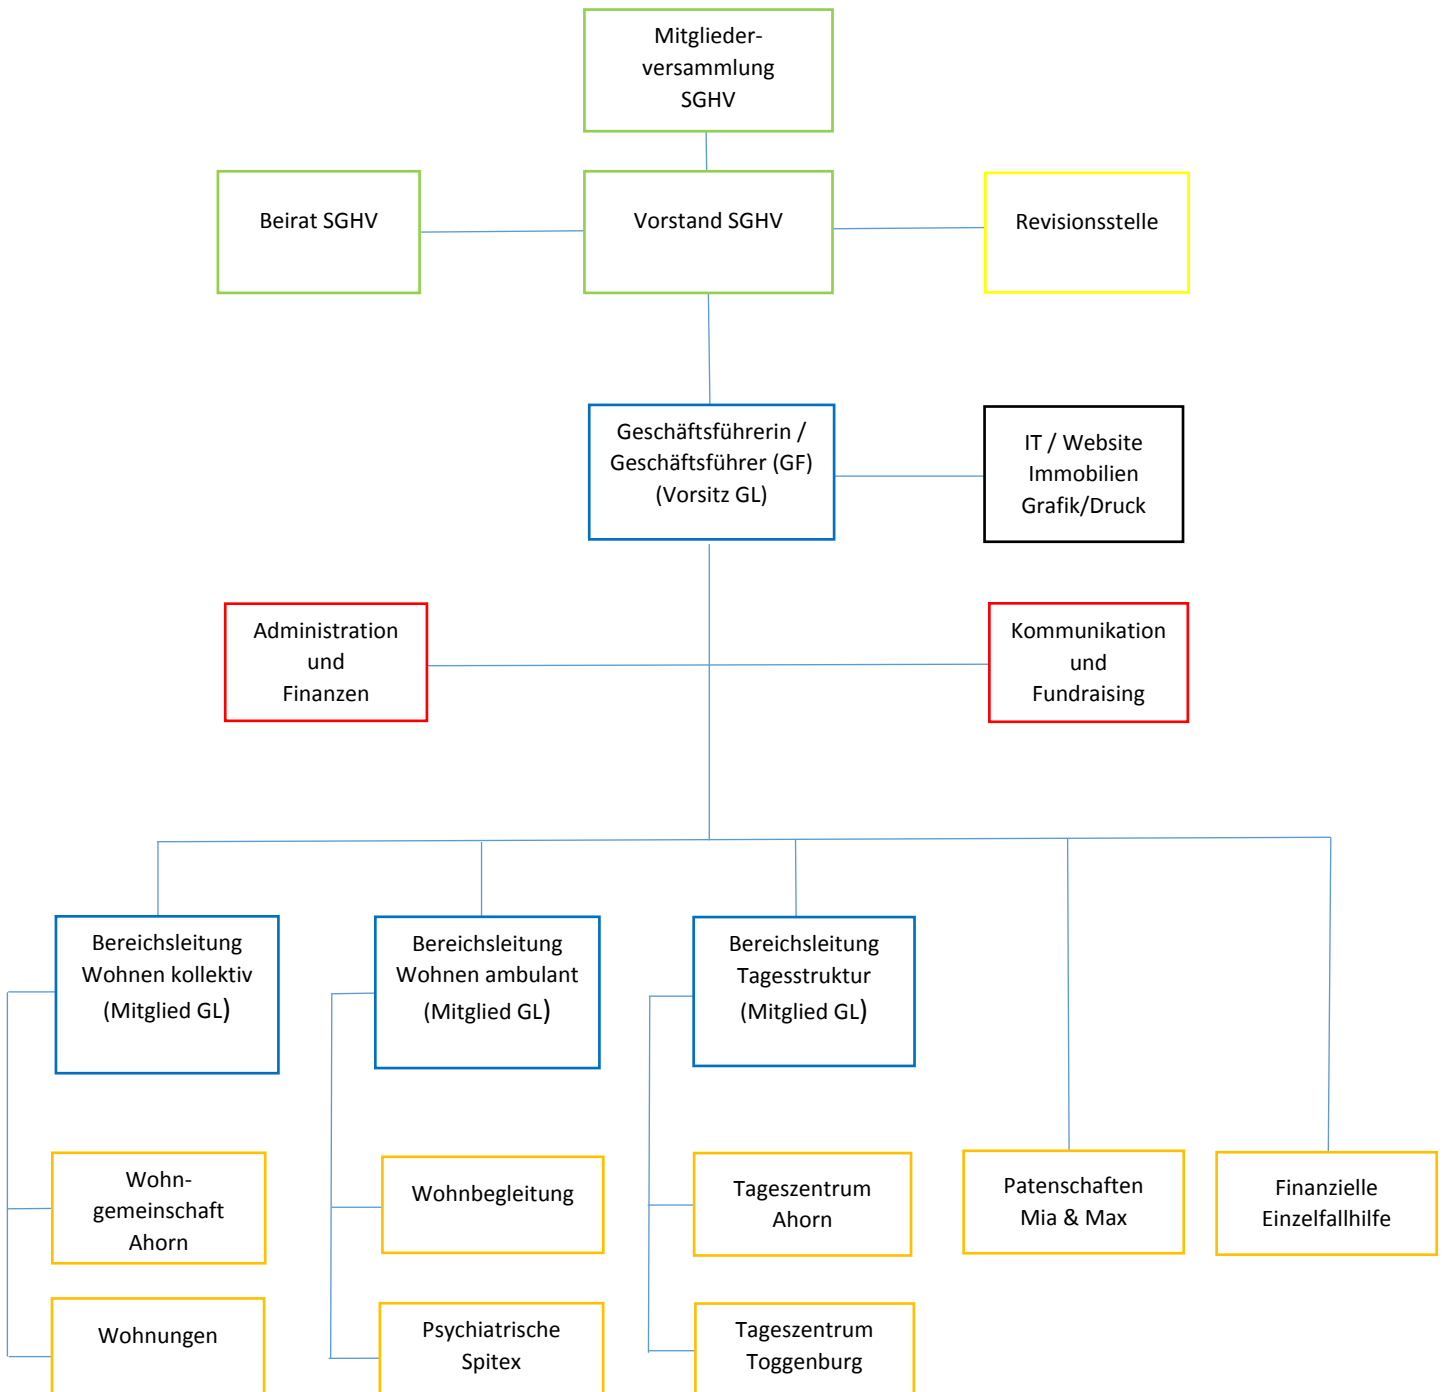 Mitglieder-
versammlung
SGHV
Beirat SGHV
Vorstand SGHV
Revisionsstelle
Geschäftsführerin /
Geschäftsführer (GF)
(Vorsitz GL)
IT / Website
Immobilien
Grafik/Druck
Administration
und
Finanzen
Kommunikation
und
Fundraising
Bereichsleitung
Wohnen kollektiv
(Mitglied GL)
Bereichsleitung
Wohnen ambulant
(Mitglied GL)
Bereichsleitung
Tagesstruktur
(Mitglied GL)
Wohn-
gemeinschaft
Ahorn
Wohnbegleitung
Tageszentrum
Ahorn
Patenschaften
Mia & Max
Finanzielle
Einzelfallhilfe
Wohnungen
Psychiatrische
Spitex
Tageszentrum
Toggenburg